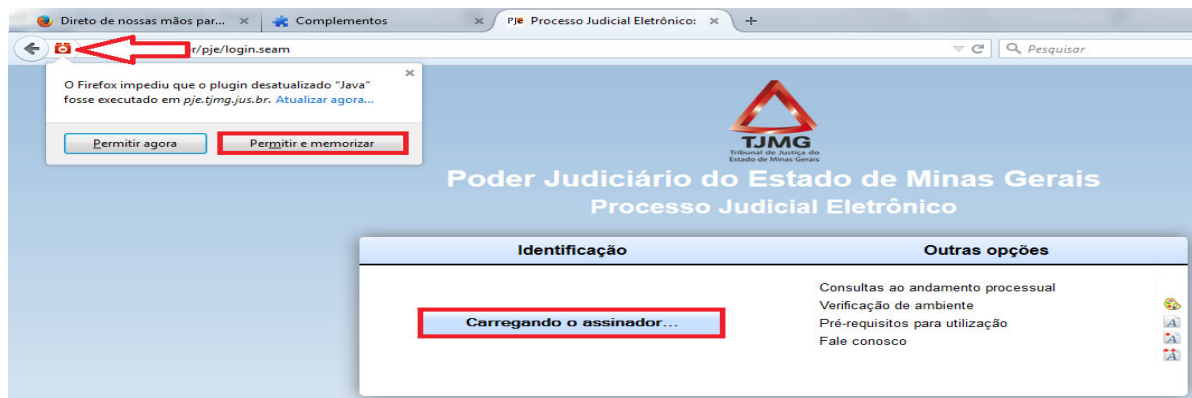 Direto de nossas mãos par...
Complementos
PJe Processo Judicial Eletrônico:
r/pje/login.seam
Pesquisar
O Firefox impediu que o plugin desatualizado "Java"
fosse executado em pje.tjmg.jus.br. Atualizar agora...
Permitir agora
Permitir e memorizar
TJMG
Tribunal de Justiça do
Estado de Minas Gerais
Poder Judiciário do Estado de Minas Gerais
Processo Judicial Eletrônico
Identificação
Outras opções
Carregando o assinador...
Consultas ao andamento processual
Verificação de ambiente
Pré-requisitos para utilização
Fale conosco
A
A
A